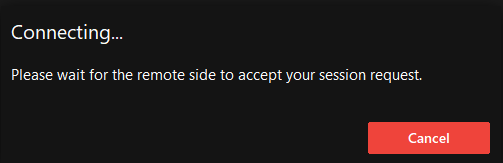 Connecting...
Please wait for the remote side to accept your session request.
Cancel